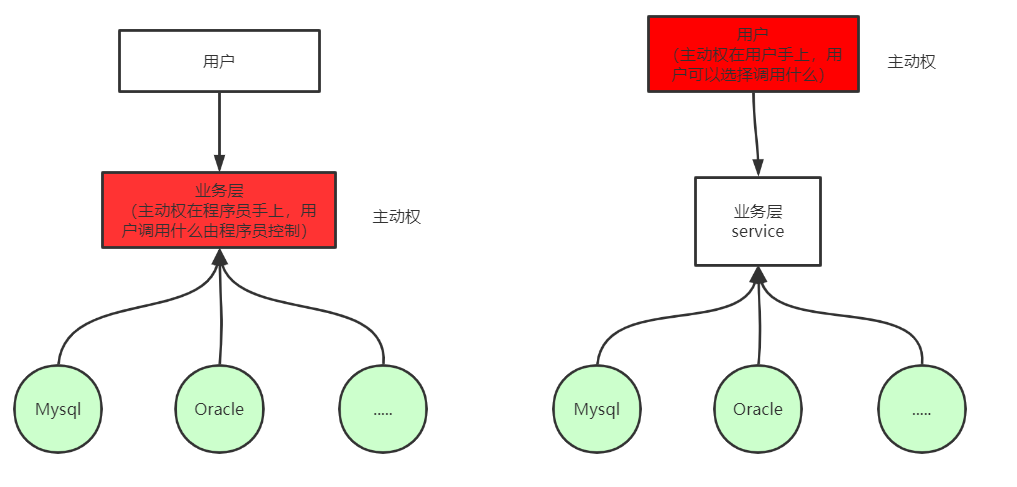 用户
业务层
（主动权在程序员手上，用
户调用什么由程序员控制）
主动权
Mysql
Oracle
.....
用户
（主动权在用户手上，用
户可以选择调用什么）
主动权
业务层
service
Mysql
Oracle
.....